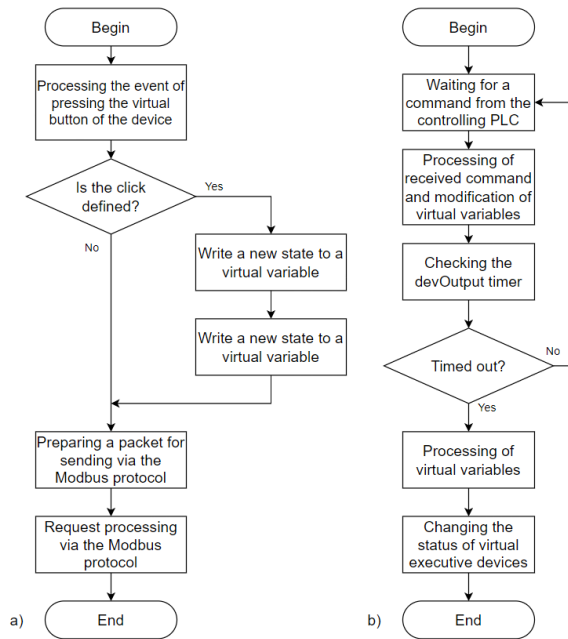 Begin
Processing the event of
pressing the virtual
button of the device
Is the click
defined?
Yes
No
Write a new state to a
virtual variable
Write a new state to a
virtual variable
Preparing a packet for
sending via the
Modbus protocol
Request processing
via the Modbus
protocol
a)
End
Begin
Waiting for a
command from the
controlling PLC
Processing of
received command
and modification of
virtual variables
Checking the
devOutput timer
Timed out?
No
Yes
Processing of
virtual variables
Changing the
status of virtual
executive devices
b)
End